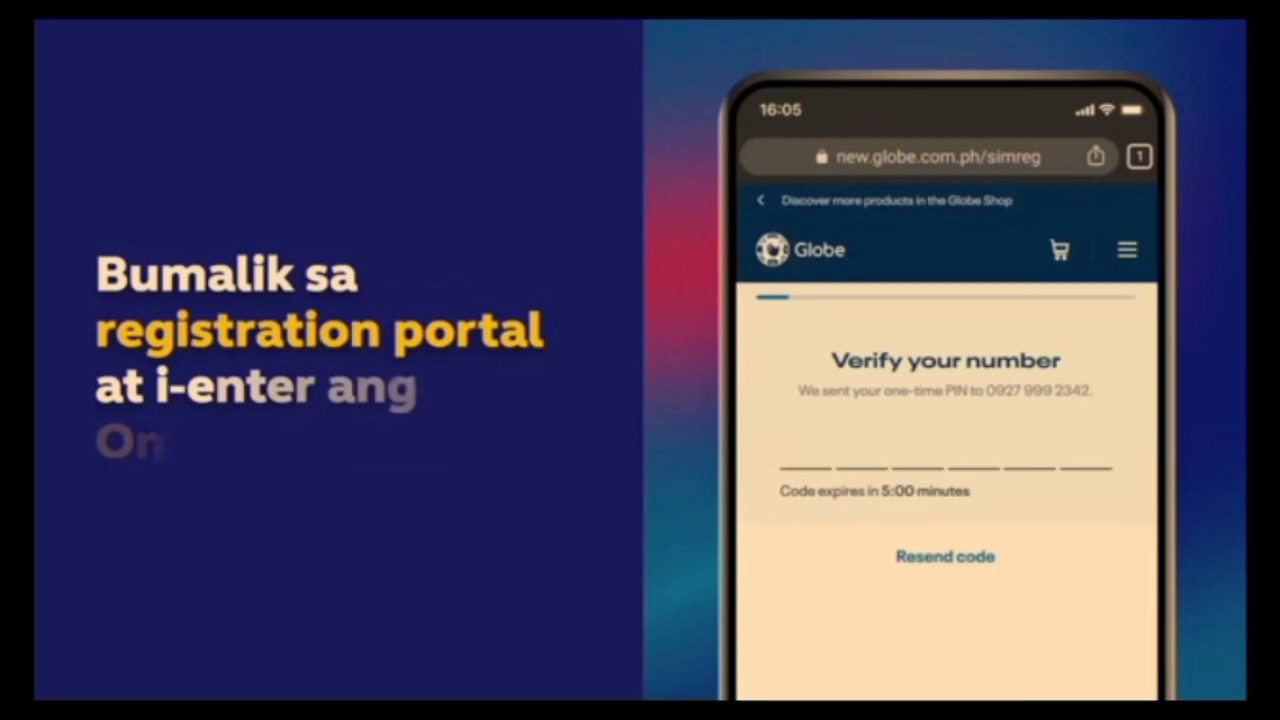 Bumalik sa
registration portal
at i-enter ang
On
16:05
new.globe.com.ph/simreg
1
Discover more products in the Globe Shop
Globe
Verify your number
We sent your one-time PIN to 0927 999 2342.
Code expires in 5:00 minutes
Resend code